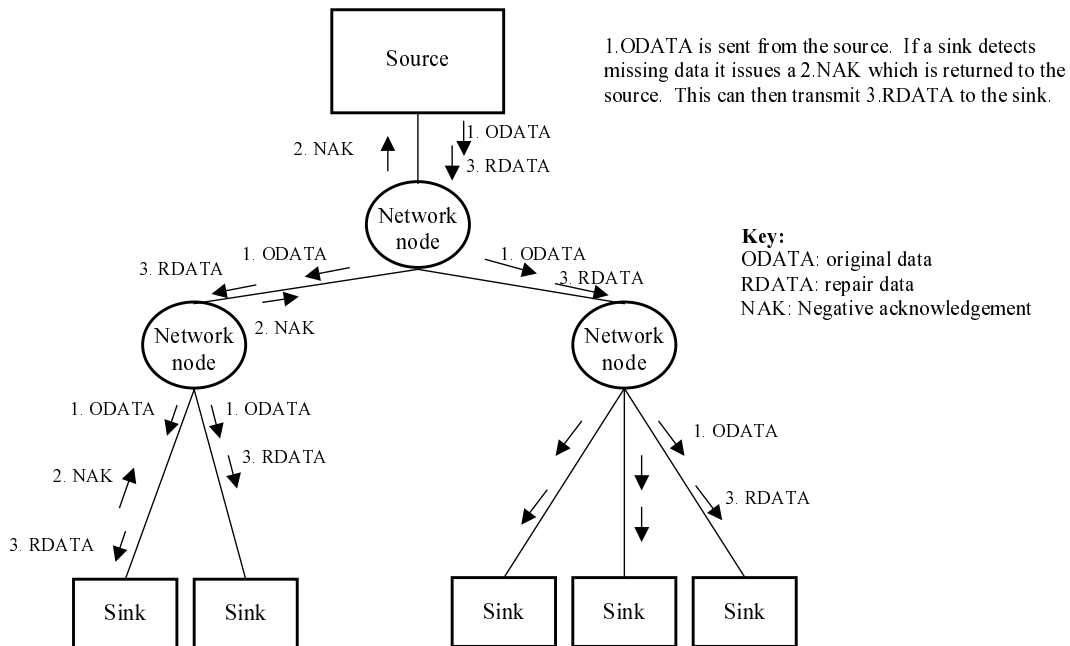 Source
1.ODATA is sent from the source. If a sink detects
missing data it issues a 2.NAK which is returned to the
source. This can then transmit 3.RDATA to the sink.
2. NAK
1. ODATA
3. RDATA
Network
node
1. ODATA
3. RDATA
2. NAK
1. ODATA
3. RDATA
Key:
ODATA: original data
RDATA: repair data
NAK: Negative acknowledgement
Network
node
Network
node
1. ODATA
1. ODATA
2. NAK
3. RDATA
3. RDATA
1. ODATA
3. RDATA
Sink
Sink
Sink
Sink
Sink